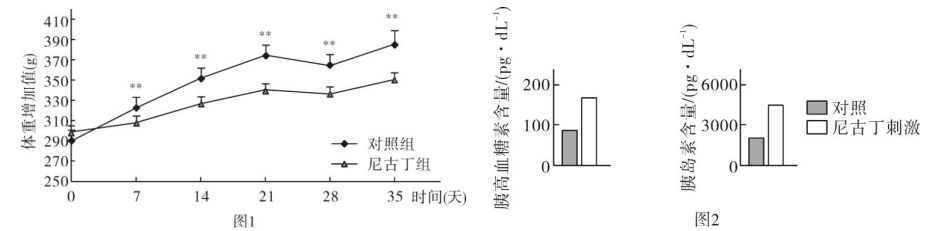 体重增加值(g)
410
390
370
350
330
310
290
270
250
** ** ** ** **
对照组
尼古丁组
0 7 14 21 28 35 时间(天)
图1
胰高血糖素含量/(pg·dL⁻¹)
200
100
0
胰岛素含量/(pg·dL⁻¹)
6000
3000
0
对照
尼古丁刺激
图2